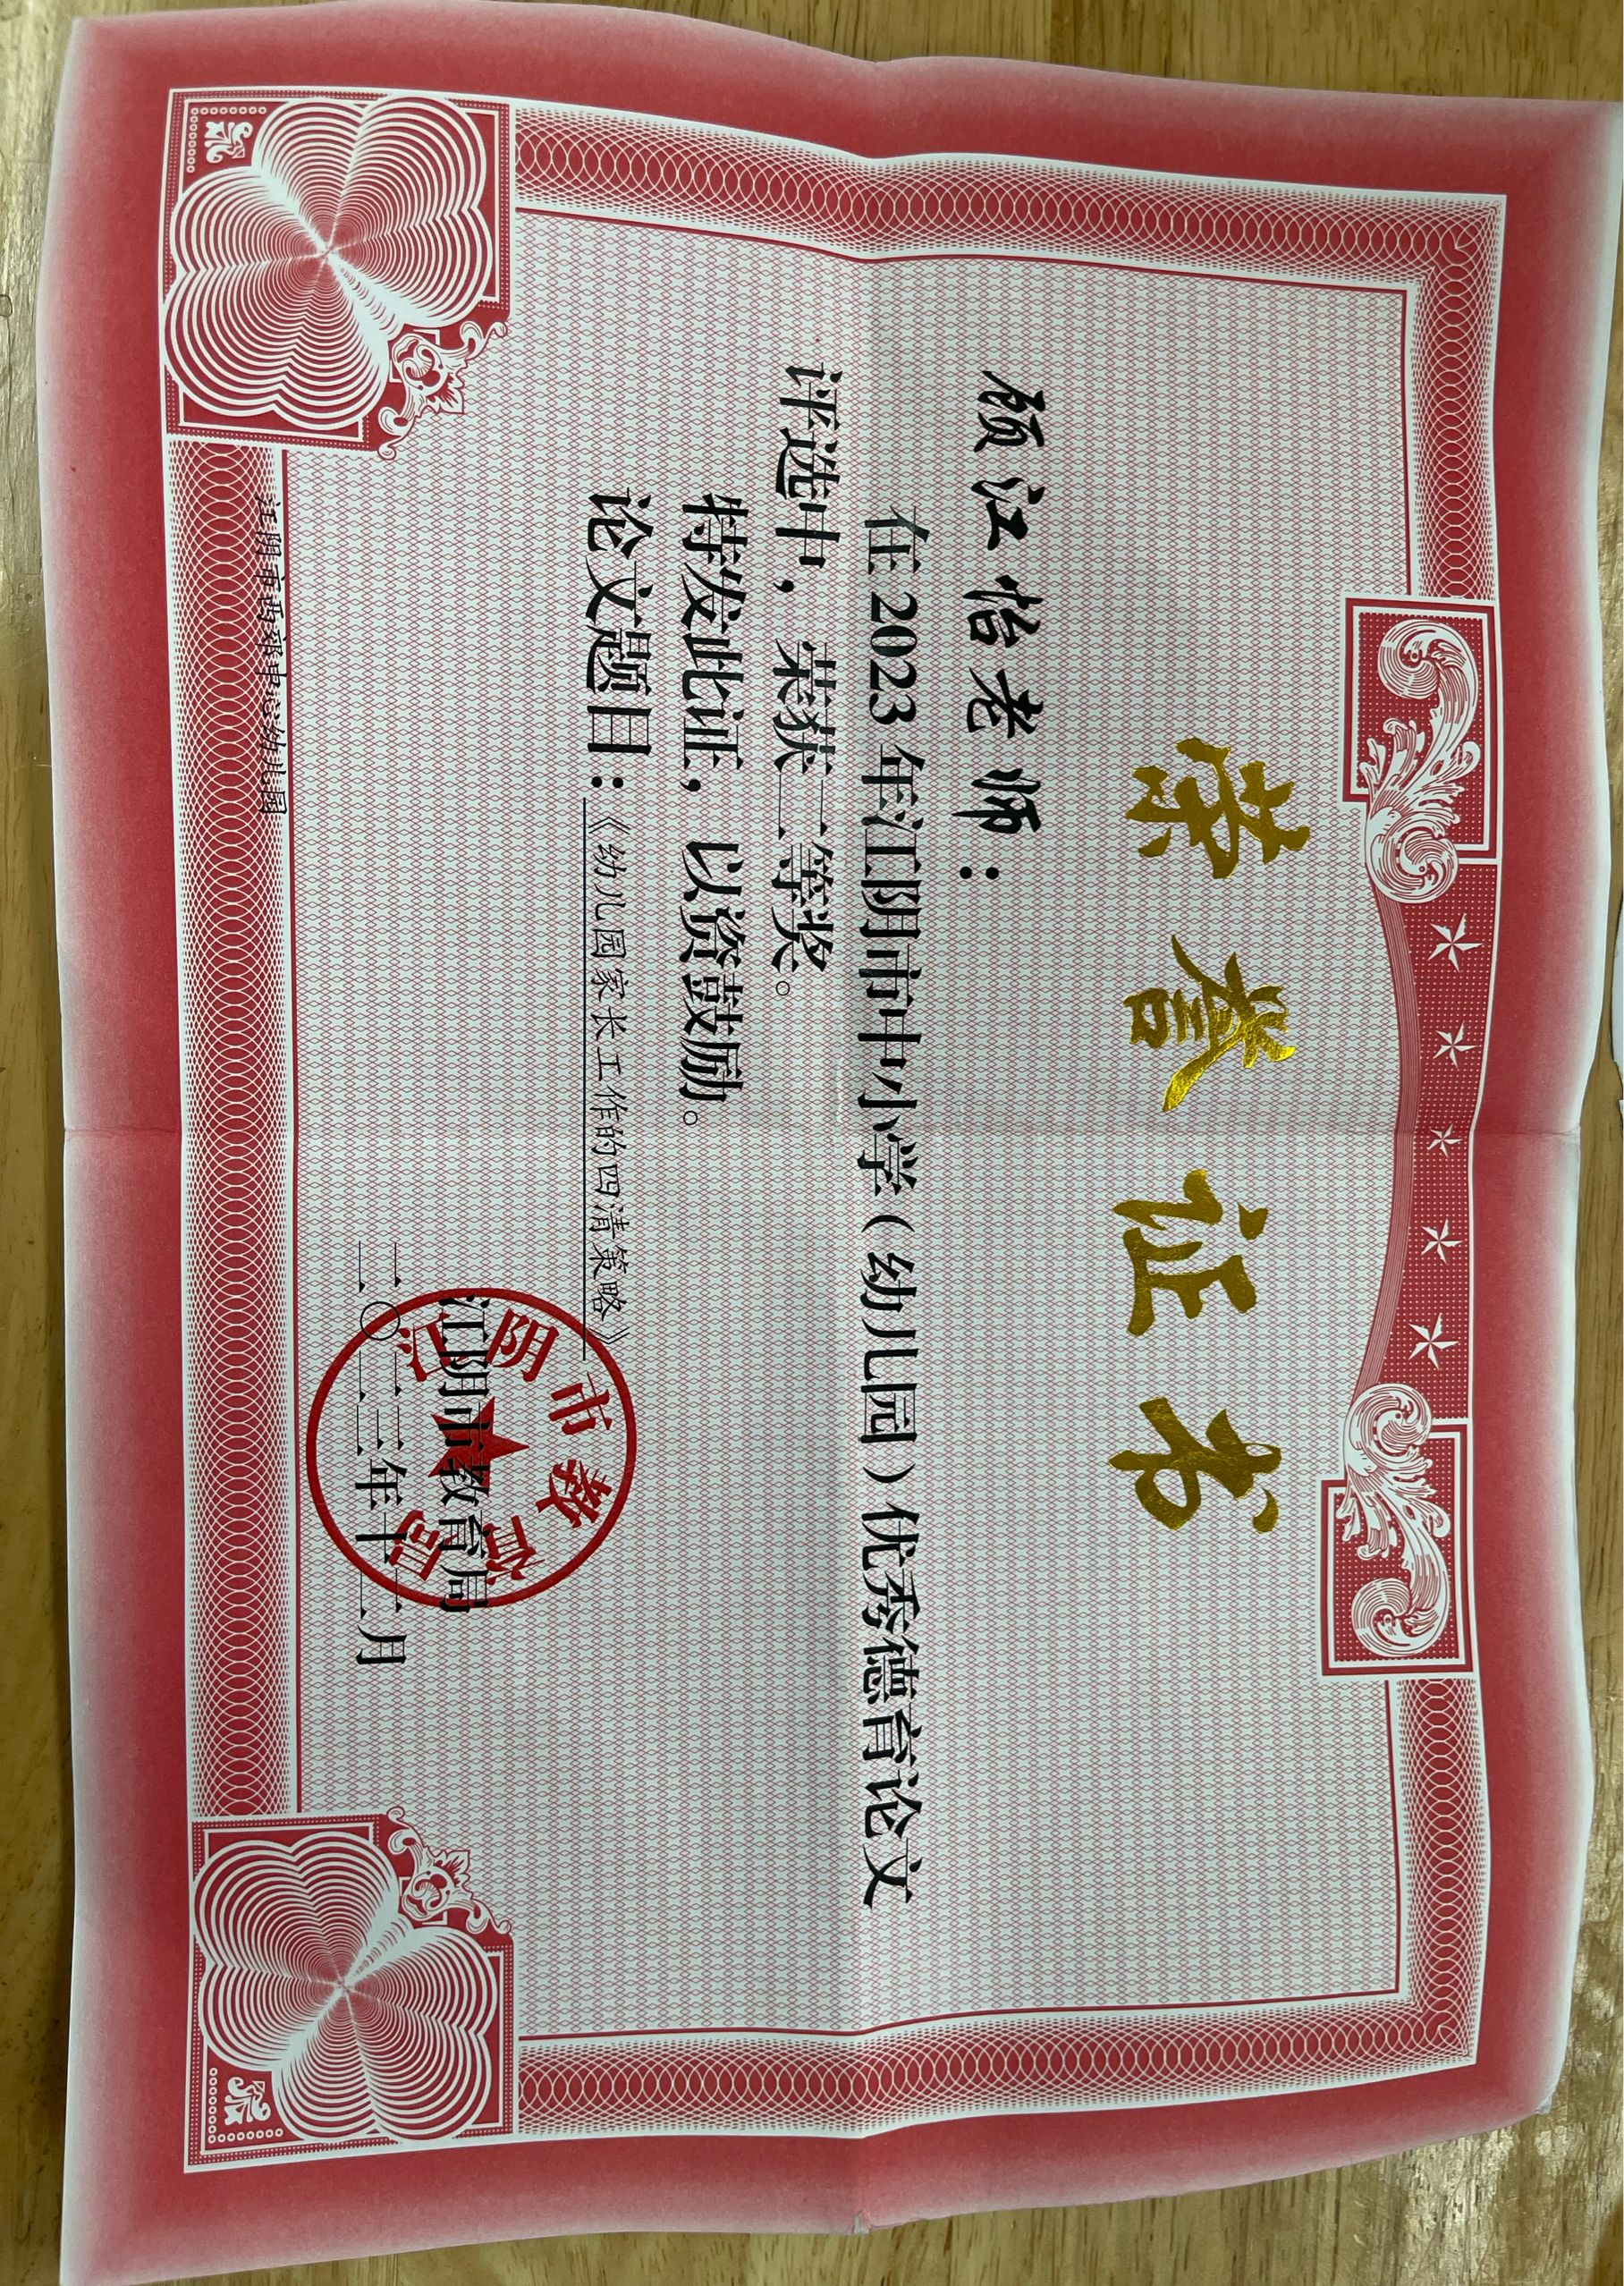 荣誉证书
顾江怡老师：
在2023年江阴市中小学（幼儿园）优秀德育论文
评选中，荣获二等奖。
特发此证，以资鼓励。
论文题目：《幼儿园家长工作的四清策略》
江阴市教育局
江阴市教育局
二〇二三年十二月
江阴市西郊中心幼儿园